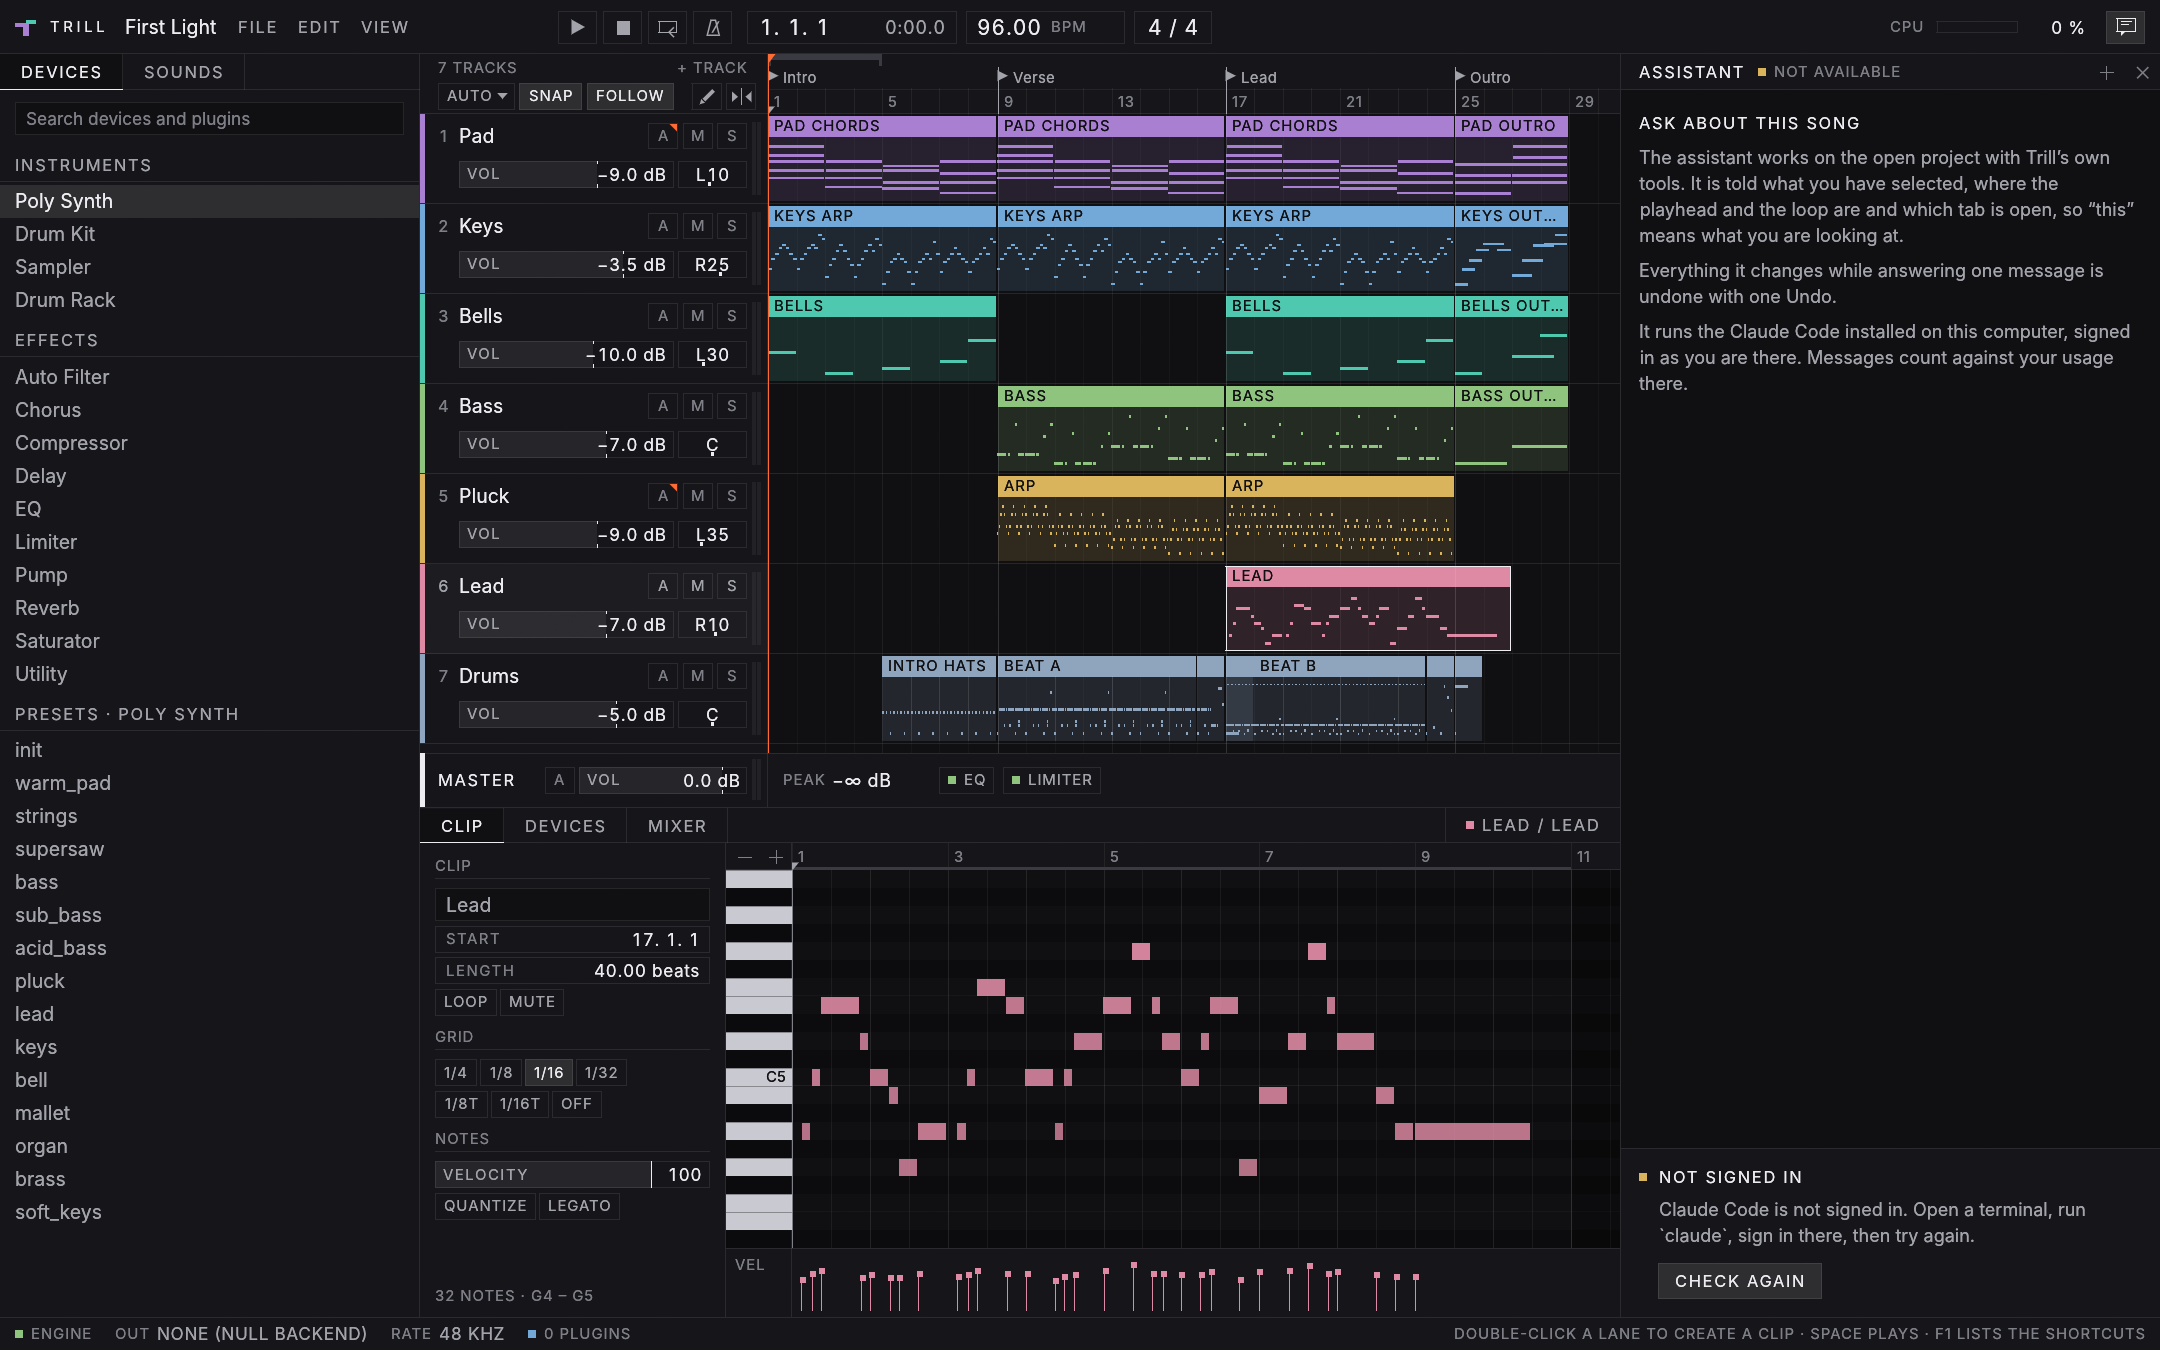 TRILL First Light FILE EDIT VIEW
1. 1. 1 0:00.0 96.00 BPM 4 / 4
CPU 0 %
DEVICES SOUNDS
Search devices and plugins
INSTRUMENTS
Poly Synth
Drum Kit
Sampler
Drum Rack
EFFECTS
Auto Filter
Chorus
Compressor
Delay
EQ
Limiter
Pump
Reverb
Saturator
Utility
PRESETS · POLY SYNTH
init
warm_pad
strings
supersaw
bass
sub_bass
acid_bass
pluck
lead
keys
bell
mallet
organ
brass
soft_keys
7 TRACKS + TRACK
AUTO SNAP FOLLOW
Intro Verse Lead Outro
1 5 9 13 17 21 25 29
1 Pad A M S
VOL −9.0 dB L10
PAD CHORDS PAD CHORDS PAD CHORDS PAD OUTRO
2 Keys A M S
VOL −3.5 dB R25
KEYS ARP KEYS ARP KEYS ARP KEYS OUT...
3 Bells A M S
VOL −10.0 dB L30
BELLS BELLS BELLS OUT...
4 Bass A M S
VOL −7.0 dB C
BASS BASS BASS OUT...
5 Pluck A M S
VOL −9.0 dB L35
ARP ARP
6 Lead A M S
VOL −7.0 dB R10
LEAD
7 Drums A M S
VOL −5.0 dB C
INTRO HATS BEAT A BEAT B
MASTER A VOL 0.0 dB PEAK −∞ dB EQ LIMITER
CLIP DEVICES MIXER LEAD / LEAD
CLIP
Lead
START 17. 1. 1
LENGTH 40.00 beats
LOOP MUTE
GRID
1/4 1/8 1/16 1/32
1/8T 1/16T OFF
NOTES
VELOCITY 100
QUANTIZE LEGATO
32 NOTES · G4 – G5
1 3 5 7 9 11
C5
VEL
ASSISTANT NOT AVAILABLE
ASK ABOUT THIS SONG
The assistant works on the open project with Trill’s own
tools. It is told what you have selected, where the
playhead and the loop are and which tab is open, so “this”
means what you are looking at.
Everything it changes while answering one message is
undone with one Undo.
It runs the Claude Code installed on this computer, signed
in as you are there. Messages count against your usage
there.
NOT SIGNED IN
Claude Code is not signed in. Open a terminal, run
`claude`, sign in there, then try again.
CHECK AGAIN
ENGINE OUT NONE (NULL BACKEND) RATE 48 KHZ 0 PLUGINS
DOUBLE-CLICK A LANE TO CREATE A CLIP · SPACE PLAYS · F1 LISTS THE SHORTCUTS